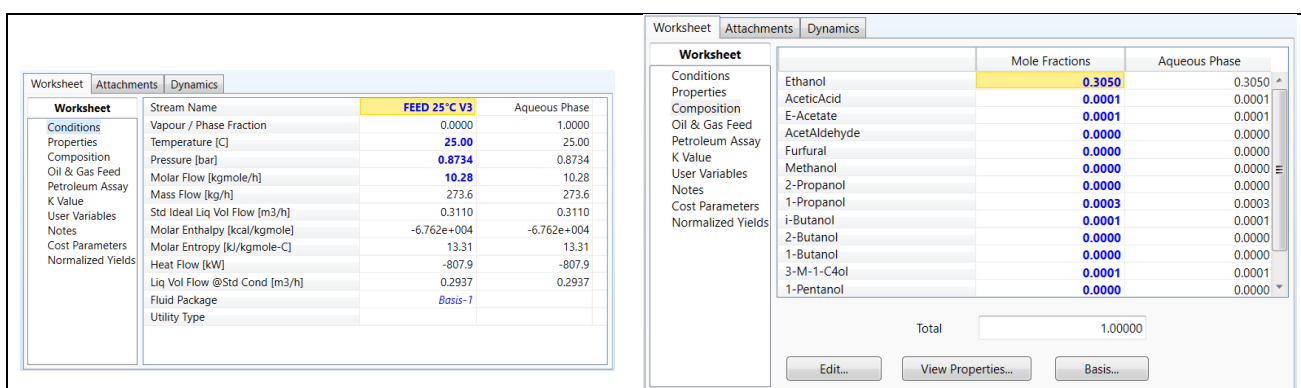 Worksheet Attachments Dynamics
Worksheet
Conditions
Properties
Composition
Oil & Gas Feed
Petroleum Assay
K Value
User Variables
Notes
Cost Parameters
Normalized Yields
Stream Name FEED 25°C V3 Aqueous Phase
Vapour / Phase Fraction 0.0000 1.0000
Temperature [C] 25.00 25.00
Pressure [bar] 0.8734 0.8734
Molar Flow [kgmole/h] 10.28 10.28
Mass Flow [kg/h] 273.6 273.6
Std Ideal Liq Vol Flow [m3/h] 0.3110 0.3110
Molar Enthalpy [kcal/kgmole] -6.762e+004 -6.762e+004
Molar Entropy [kJ/kgmole-C] 13.31 13.31
Heat Flow [kW] -807.9 -807.9
Liq Vol Flow @Std Cond [m3/h] 0.2937 0.2937
Fluid Package Basis-1
Utility Type
Worksheet Attachments Dynamics
Worksheet
Conditions
Properties
Composition
Oil & Gas Feed
Petroleum Assay
K Value
User Variables
Notes
Cost Parameters
Normalized Yields
Mole Fractions Aqueous Phase
Ethanol 0.3050 0.3050
AceticAcid 0.0001 0.0001
E-Acetate 0.0001 0.0001
AcetAldehyde 0.0000 0.0000
Furfural 0.0000 0.0000
Methanol 0.0000 0.0000
2-Propanol 0.0000 0.0000
1-Propanol 0.0003 0.0003
i-Butanol 0.0001 0.0001
2-Butanol 0.0000 0.0000
1-Butanol 0.0000 0.0000
3-M-1-C4ol 0.0001 0.0001
1-Pentanol 0.0000 0.0000
Total 1.00000
Edit... View Properties... Basis...